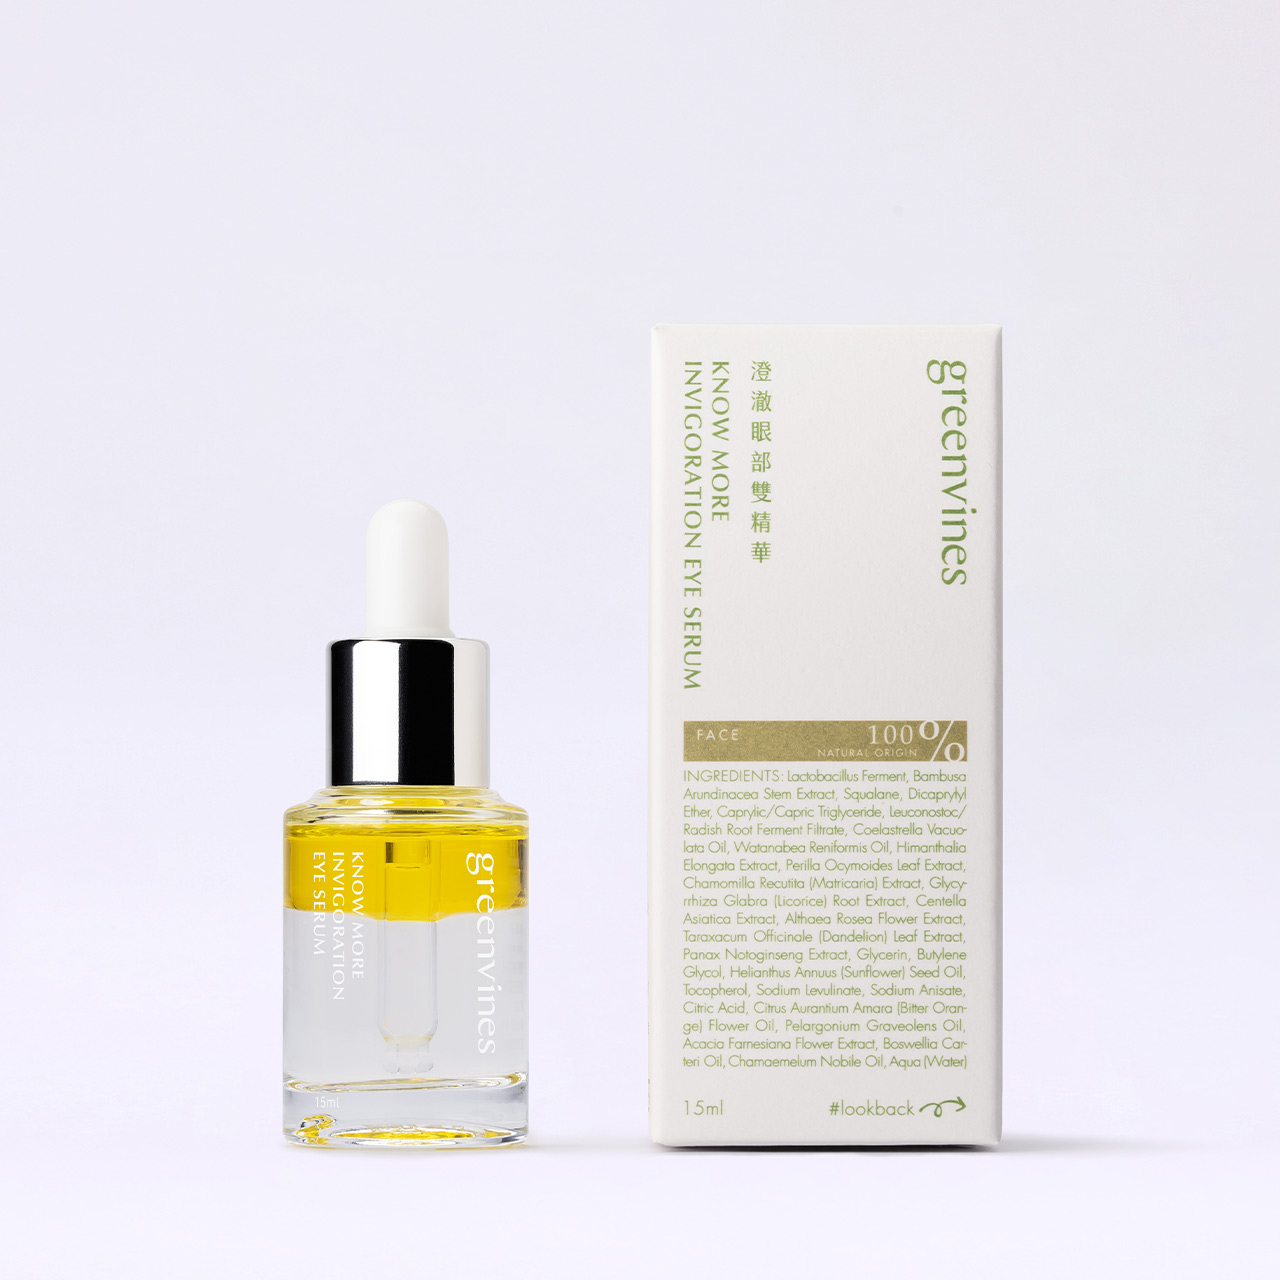 greenvines
KNOW MORE
INVIGORATION
EYE SERUM
15ml
greenvines
澄澈眼部雙精華
KNOW MORE
INVIGORATION EYE SERUM
FACE
100%
NATURAL ORIGIN
INGREDIENTS: Lactobacillus Ferment, Bambusa
Arundinacea Stem Extract, Squalane, Dicaprylyl
Ether, Caprylic/Capric Triglyceride, Leuconostoc/
Radish Root Ferment Filtrate, Coelastrella Vacuo-
lata Oil, Watanabea Reniformis Oil, Himanthalia
Elongata Extract, Perilla Ocymoides Leaf Extract,
Chamomilla Recutita (Matricaria) Extract, Glycy-
rrhiza Glabra (Licorice) Root Extract, Centella
Asiatica Extract, Althaea Rosea Flower Extract,
Taraxacum Officinale (Dandelion) Leaf Extract,
Panax Notoginseng Extract, Glycerin, Butylene
Glycol, Helianthus Annuus (Sunflower) Seed Oil,
Tocopherol, Sodium Levulinate, Sodium Anisate,
Citric Acid, Citrus Aurantium Amara (Bitter Oran-
ge) Flower Oil, Pelargonium Graveolens Oil,
Acacia Farnesiana Flower Extract, Boswellia Car-
teri Oil, Chamaemelum Nobile Oil, Aqua (Water)
15ml
#lookback